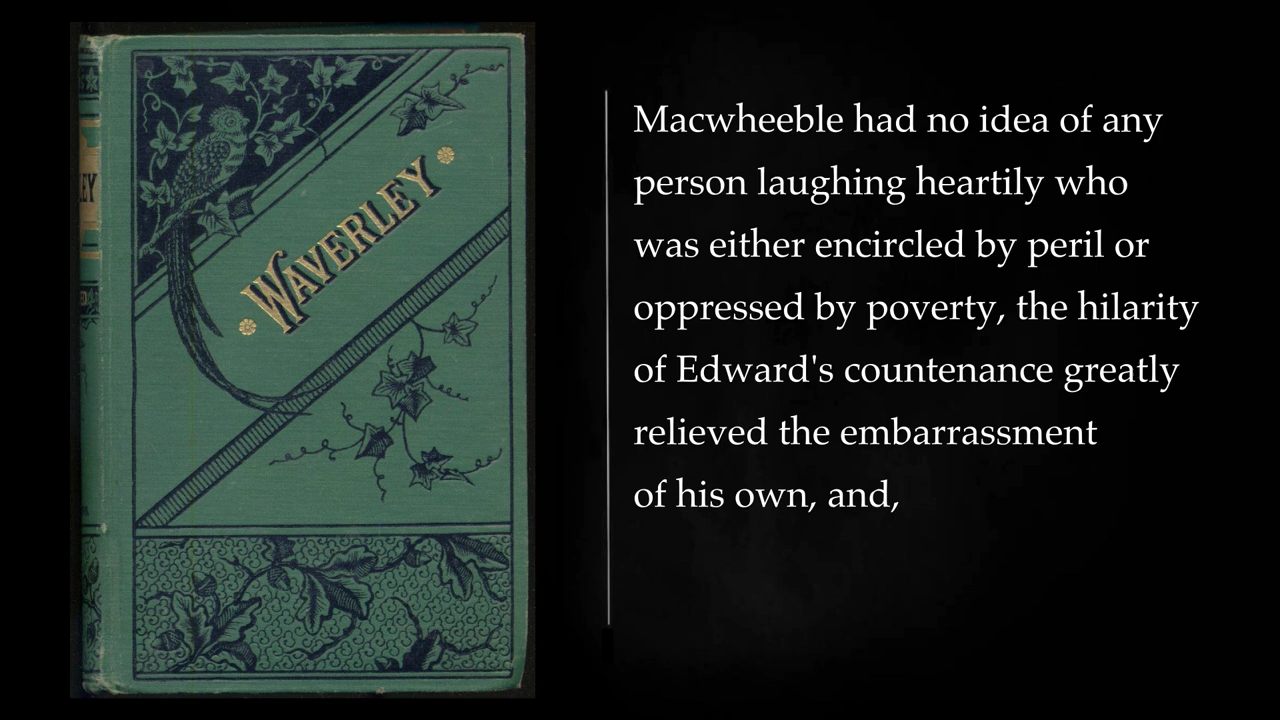 WAVERLEY
EY
Macwheeble had no idea of any
person laughing heartily who
was either encircled by peril or
oppressed by poverty, the hilarity
of Edward's countenance greatly
relieved the embarrassment
of his own, and,